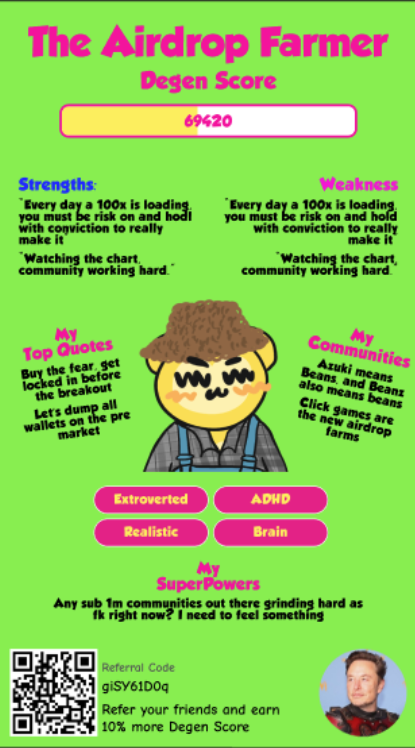 The Airdrop Farmer
Degen Score
69420
Strengths:
"Every day a 100x is loading,
you must be risk on and hodl
with conviction to really
make it
"Watching the chart,
community working hard."
Weakness
"Every day a 100x is loading,
you must be risk on and hold
with conviction to really
make it"
"Watching the chart,
community working hard."
My
Top Quotes
Buy the fear, get
locked in before
the breakout
Let's dump all
wallets on the pre
market
My
Communities
Azuki means
Beans, and Beanz
also means beans
Click games are
the new airdrop
farms
Extroverted
ADHD
Realistic
Brain
My
SuperPowers
Any sub 1m communities out there grinding hard as
fk right now? I need to feel something
Referral Code
giSY61D0q
Refer your friends and earn
10% more Degen Score